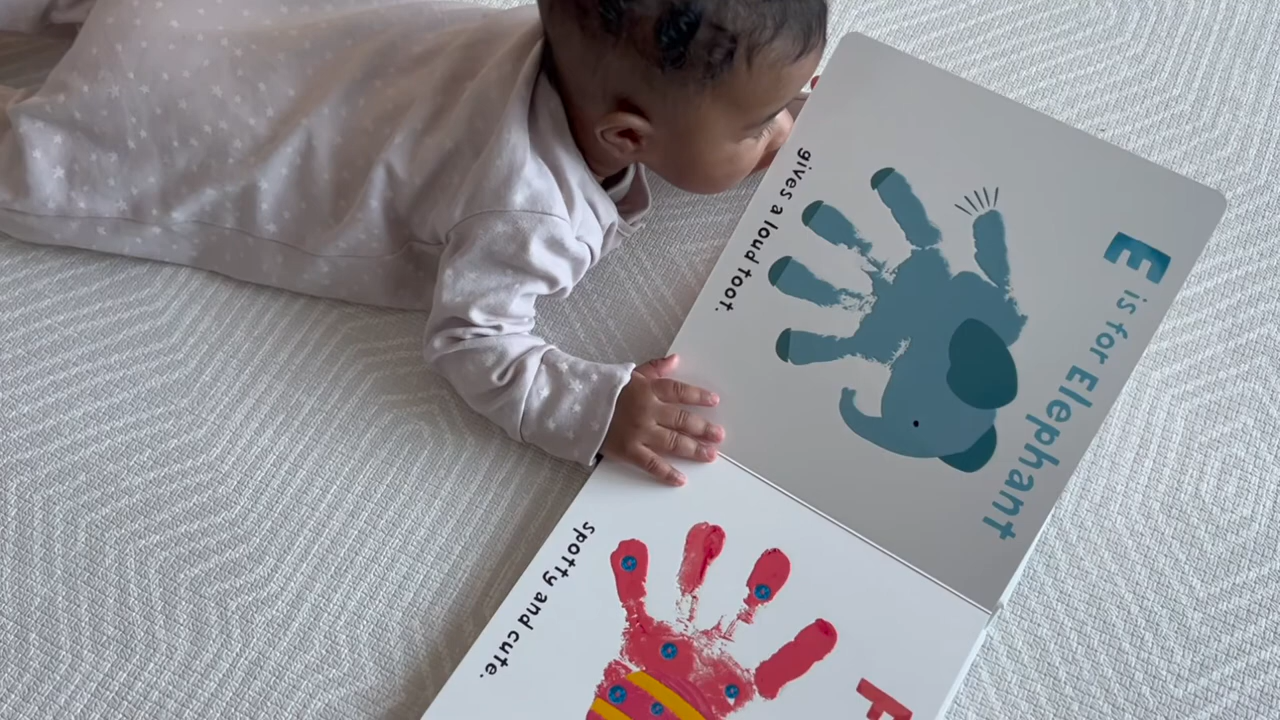 E is for Elephant
gives a loud toot.
F
spotty and cute.